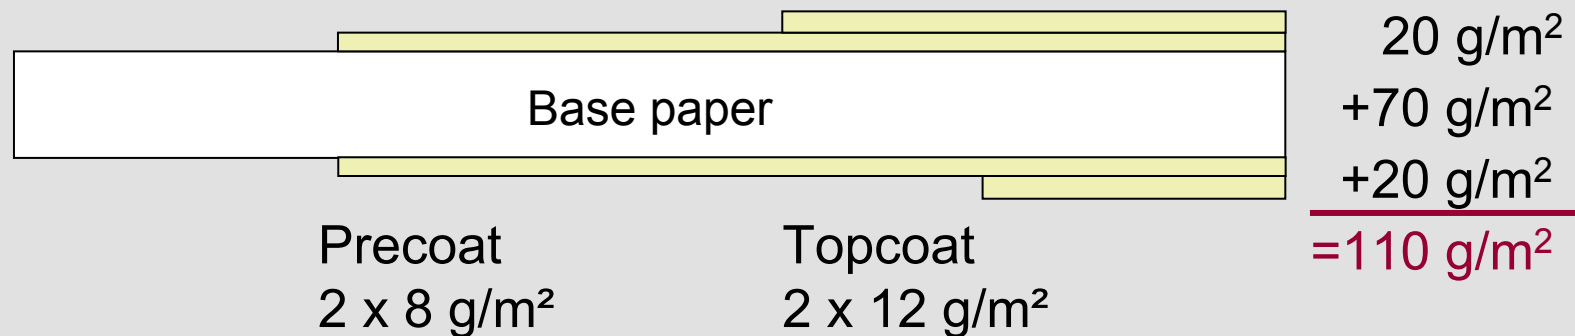 20 g/m²
Base paper
+70 g/m²
+20 g/m²
=110 g/m²
Precoat
2 x 8 g/m²
Topcoat
2 x 12 g/m²